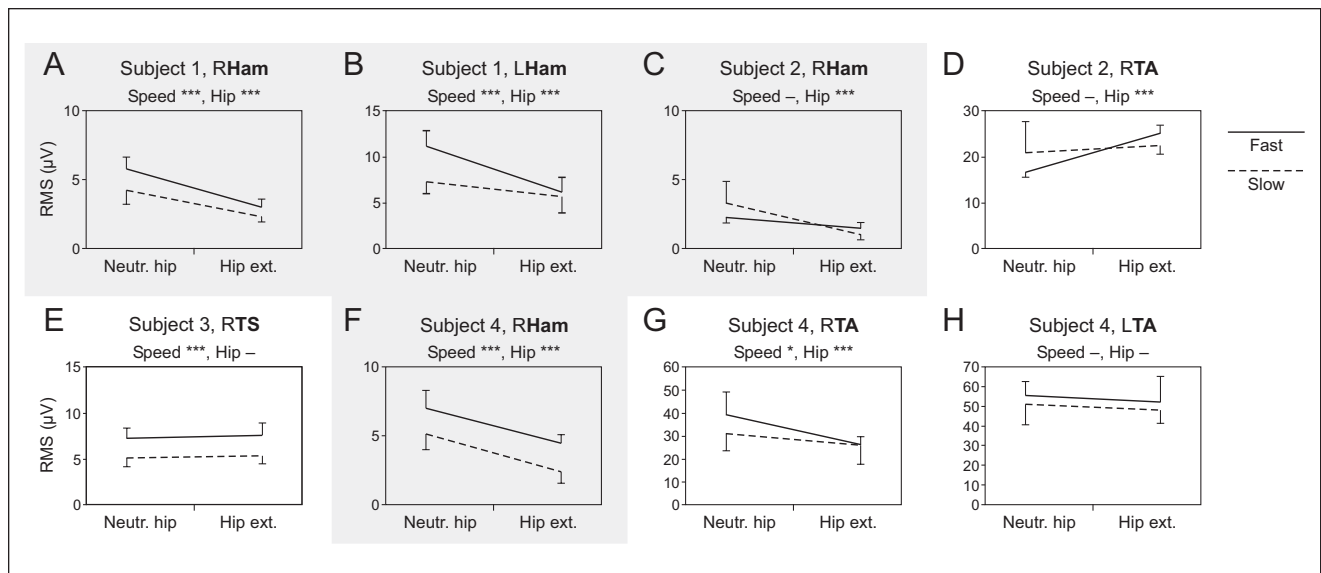 A
Subject 1, RHam
Speed ***, Hip ***
RMS (µV)
10
5
0
Neutr. hip
Hip ext.
B
Subject 1, LHam
Speed ***, Hip ***
15
10
5
0
Neutr. hip
Hip ext.
C
Subject 2, RHam
Speed –, Hip ***
10
5
0
Neutr. hip
Hip ext.
D
Subject 2, RTA
Speed –, Hip ***
30
20
10
0
Neutr. hip
Hip ext.
Fast
Slow
E
Subject 3, RTS
Speed ***, Hip –
RMS (µV)
15
10
5
0
Neutr. hip
Hip ext.
F
Subject 4, RHam
Speed ***, Hip ***
10
5
0
Neutr. hip
Hip ext.
G
Subject 4, RTA
Speed *, Hip ***
60
50
40
30
20
10
0
Neutr. hip
Hip ext.
H
Subject 4, LTA
Speed –, Hip –
70
60
50
40
30
20
10
0
Neutr. hip
Hip ext.